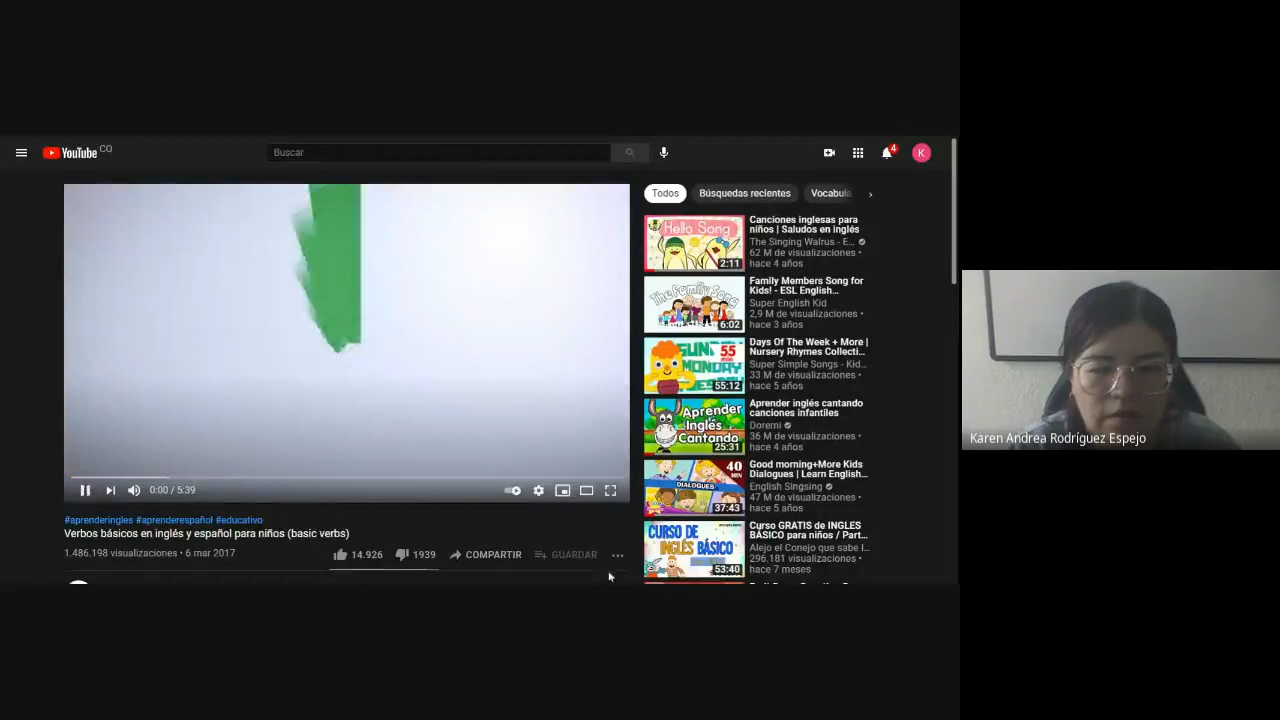 YouTube CO
Buscar
4
K
Todos
Búsquedas recientes
Vocabula
Hello Song
2:11
Canciones inglesas para
niños | Saludos en inglés
The Singing Walrus - E...
62 M de visualizaciones •
hace 4 años
The Family Song
6:02
Family Members Song for
Kids! - ESL English...
Super English Kid
2,9 M de visualizaciones •
hace 3 años
55
min
SUN
MONDAY
55:12
Days Of The Week + More |
Nursery Rhymes Collecti...
Super Simple Songs - Kid...
33 M de visualizaciones •
hace 5 años
Aprender
Inglés
Cantando
25:31
Aprender inglés cantando
canciones infantiles
Doremi
36 M de visualizaciones •
hace 4 años
40
MIN
DIALOGUES
37:43
Good morning+More Kids
Dialogues | Learn English...
English Singsing
47 M de visualizaciones •
hace 5 años
CURSO DE
INGLÉS BÁSICO
53:40
Curso GRATIS de INGLES
BÁSICO para niños / Part...
Alejo el Conejo que sabe I...
296.181 visualizaciones •
hace 7 meses
0:00 / 5:39
#aprenderingles #aprenderespañol #educativo
Verbos básicos en inglés y español para niños (basic verbs)
1.486.198 visualizaciones • 6 mar 2017
14.926
1939
COMPARTIR
GUARDAR
Karen Andrea Rodríguez Espejo